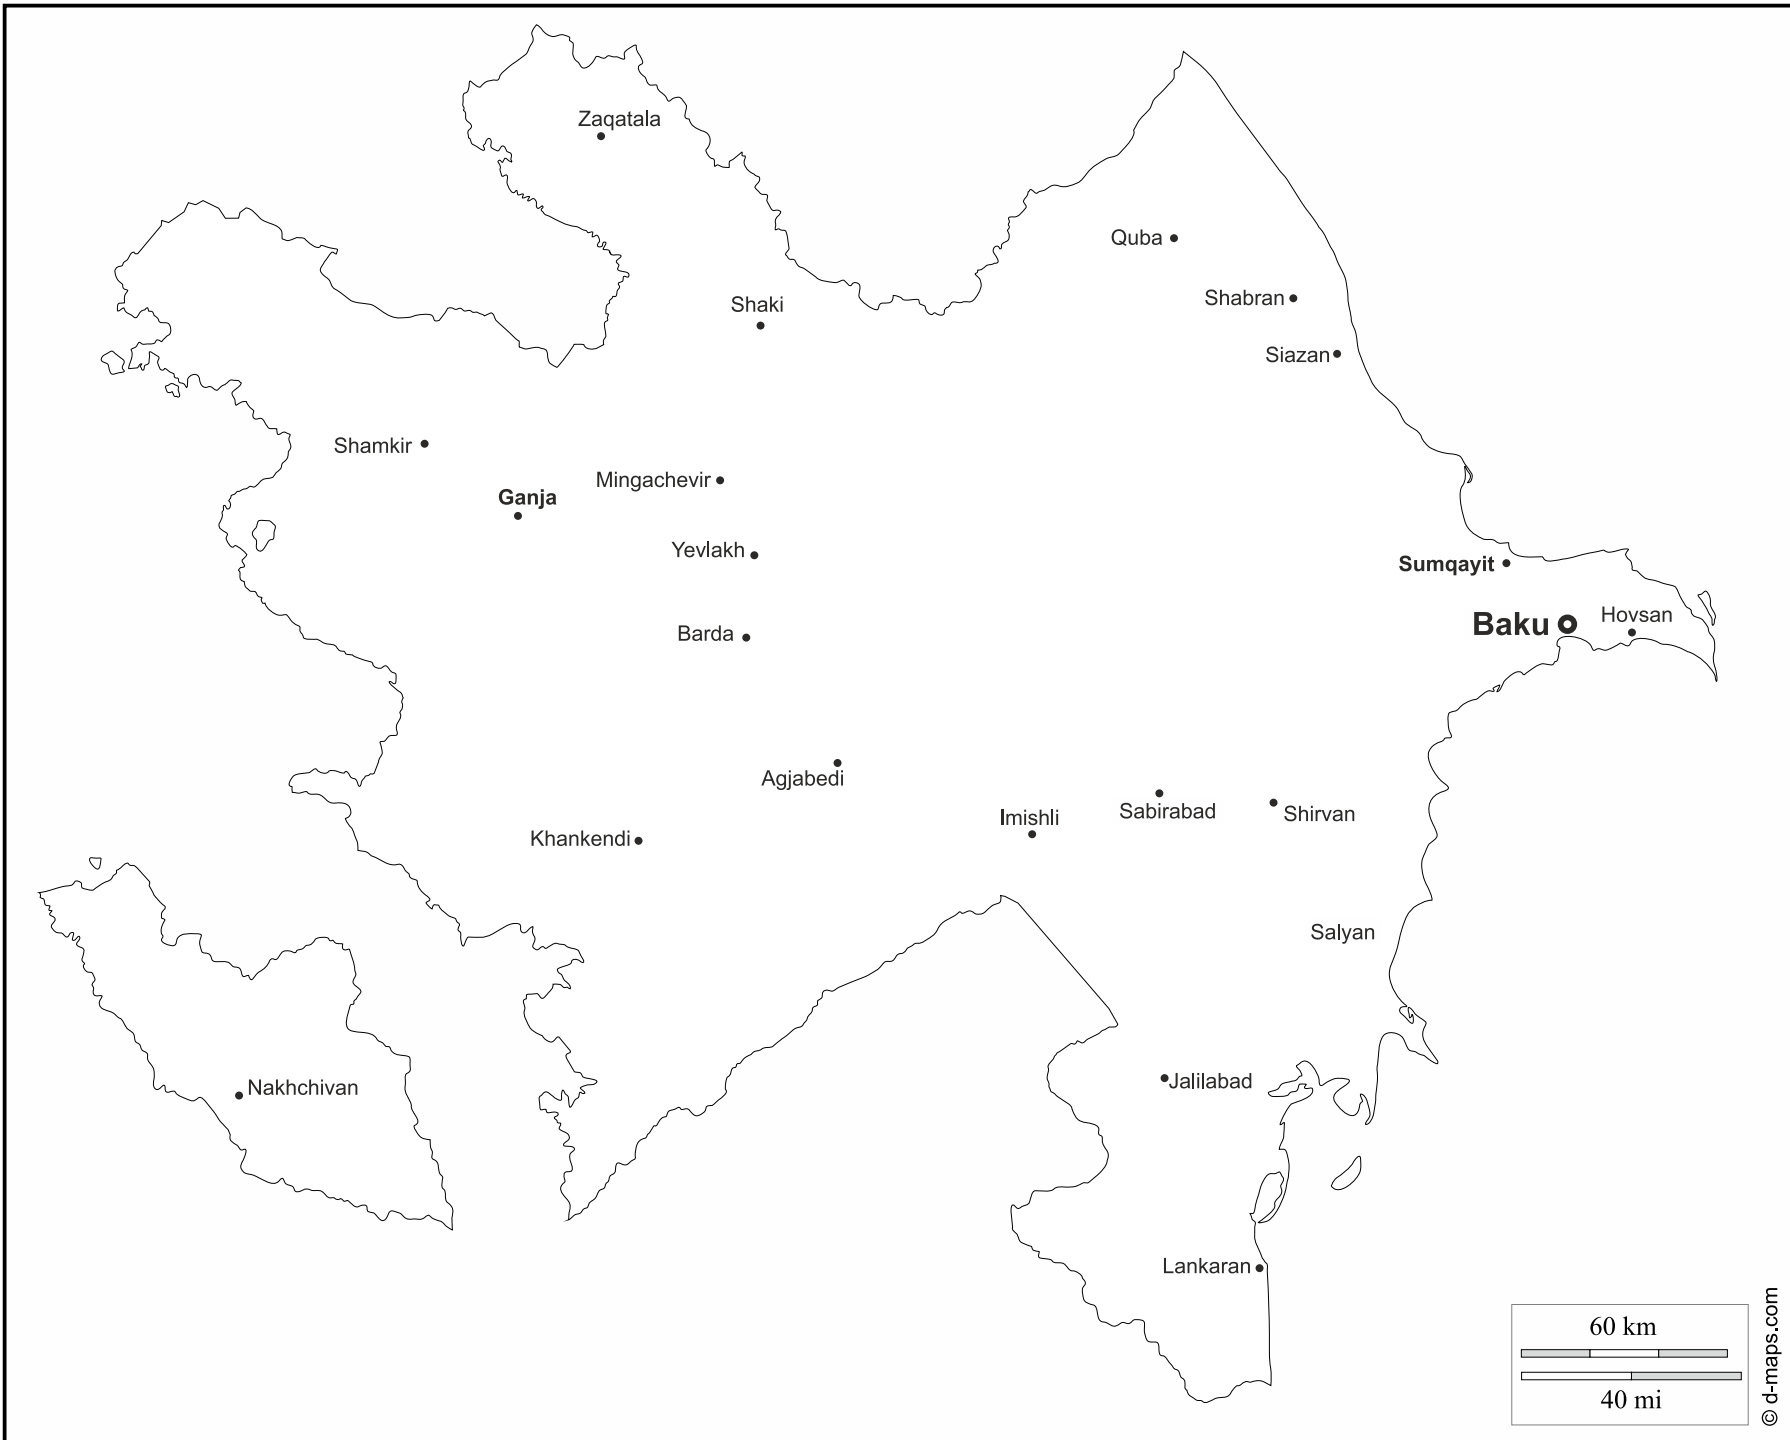 Zaqatala
Quba
Shabran
Shaki
Siazan
Shamkir
Mingachevir
Ganja
Yevlakh
Sumqayit
Hovsan
Baku
Barda
Agjabedi
Sabirabad
Shirvan
Imishli
Khankendi
Salyan
Jalilabad
Nakhchivan
Lankaran
60 km
40 mi
© d-maps.com